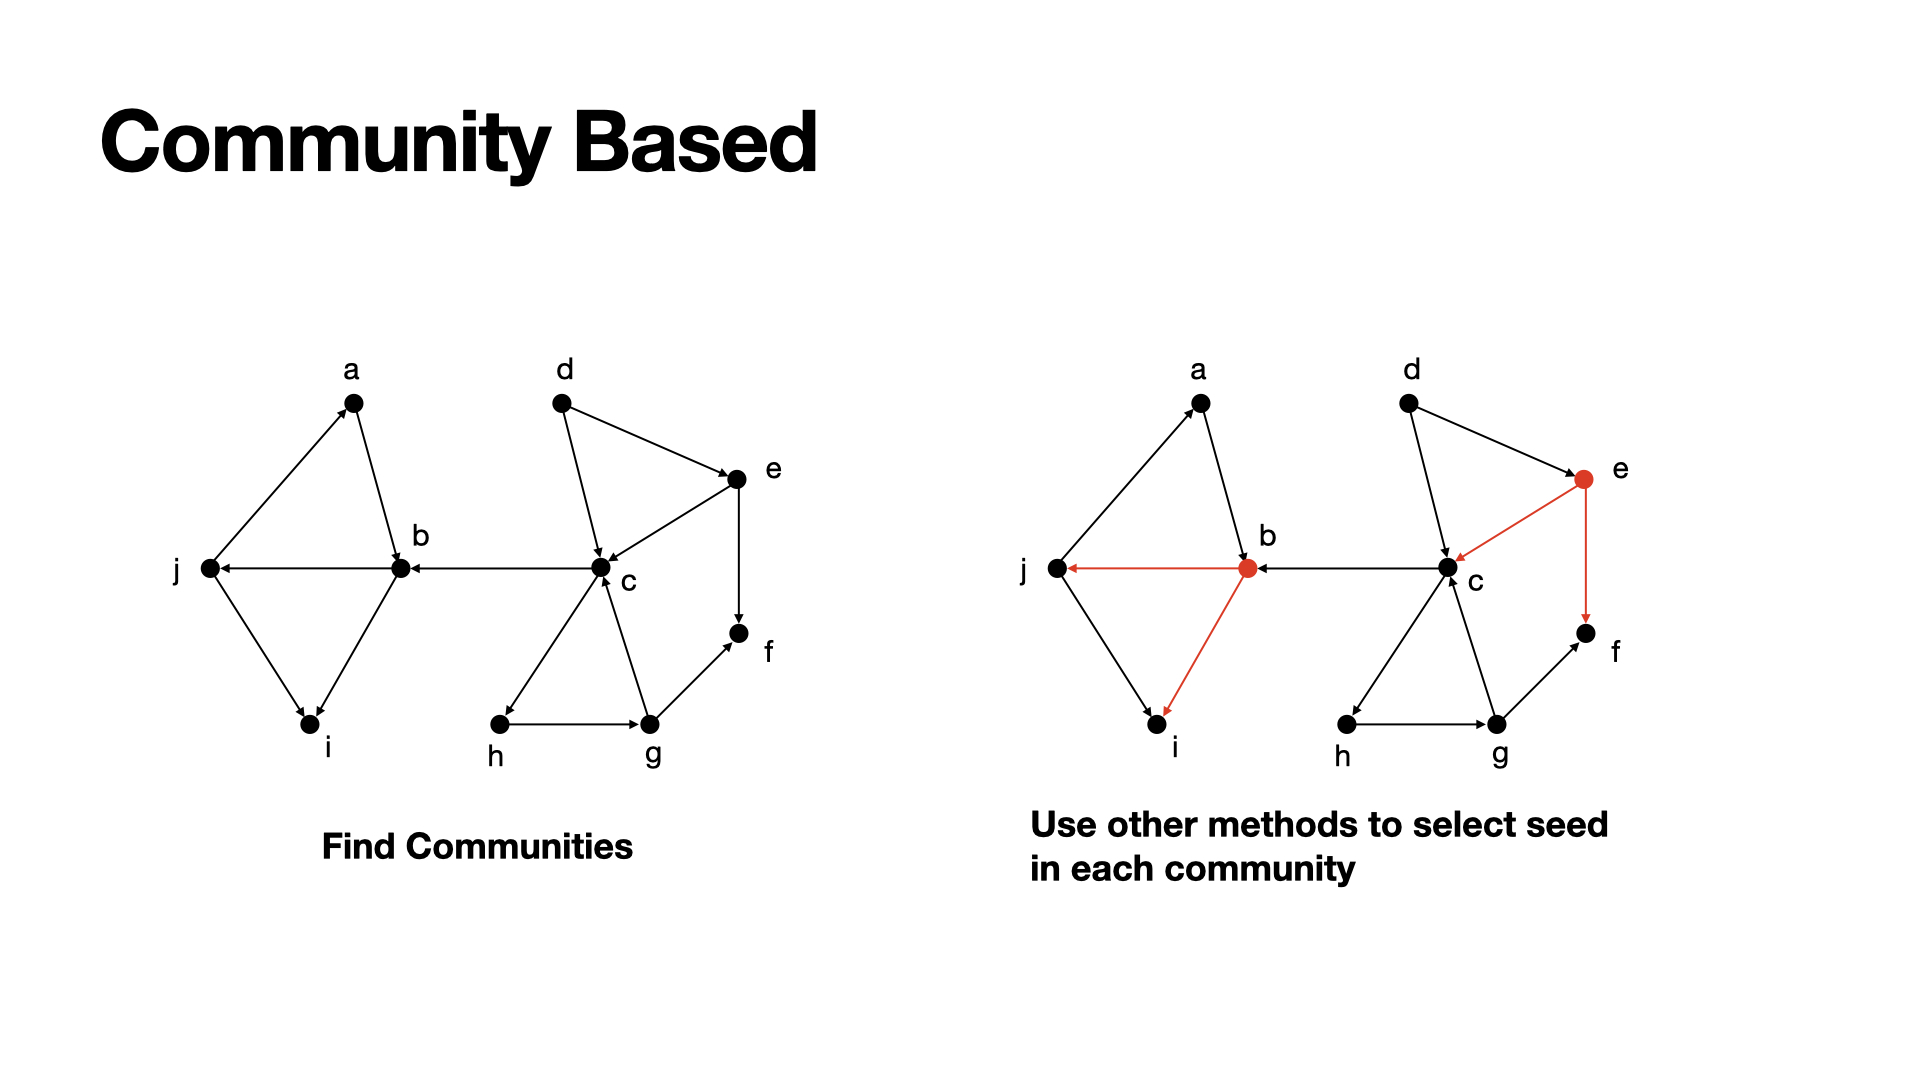 Community Based
a
d
e
b
j
c
f
i
h
g
Find Communities
a
d
e
b
j
c
f
i
h
g
Use other methods to select seed
in each community